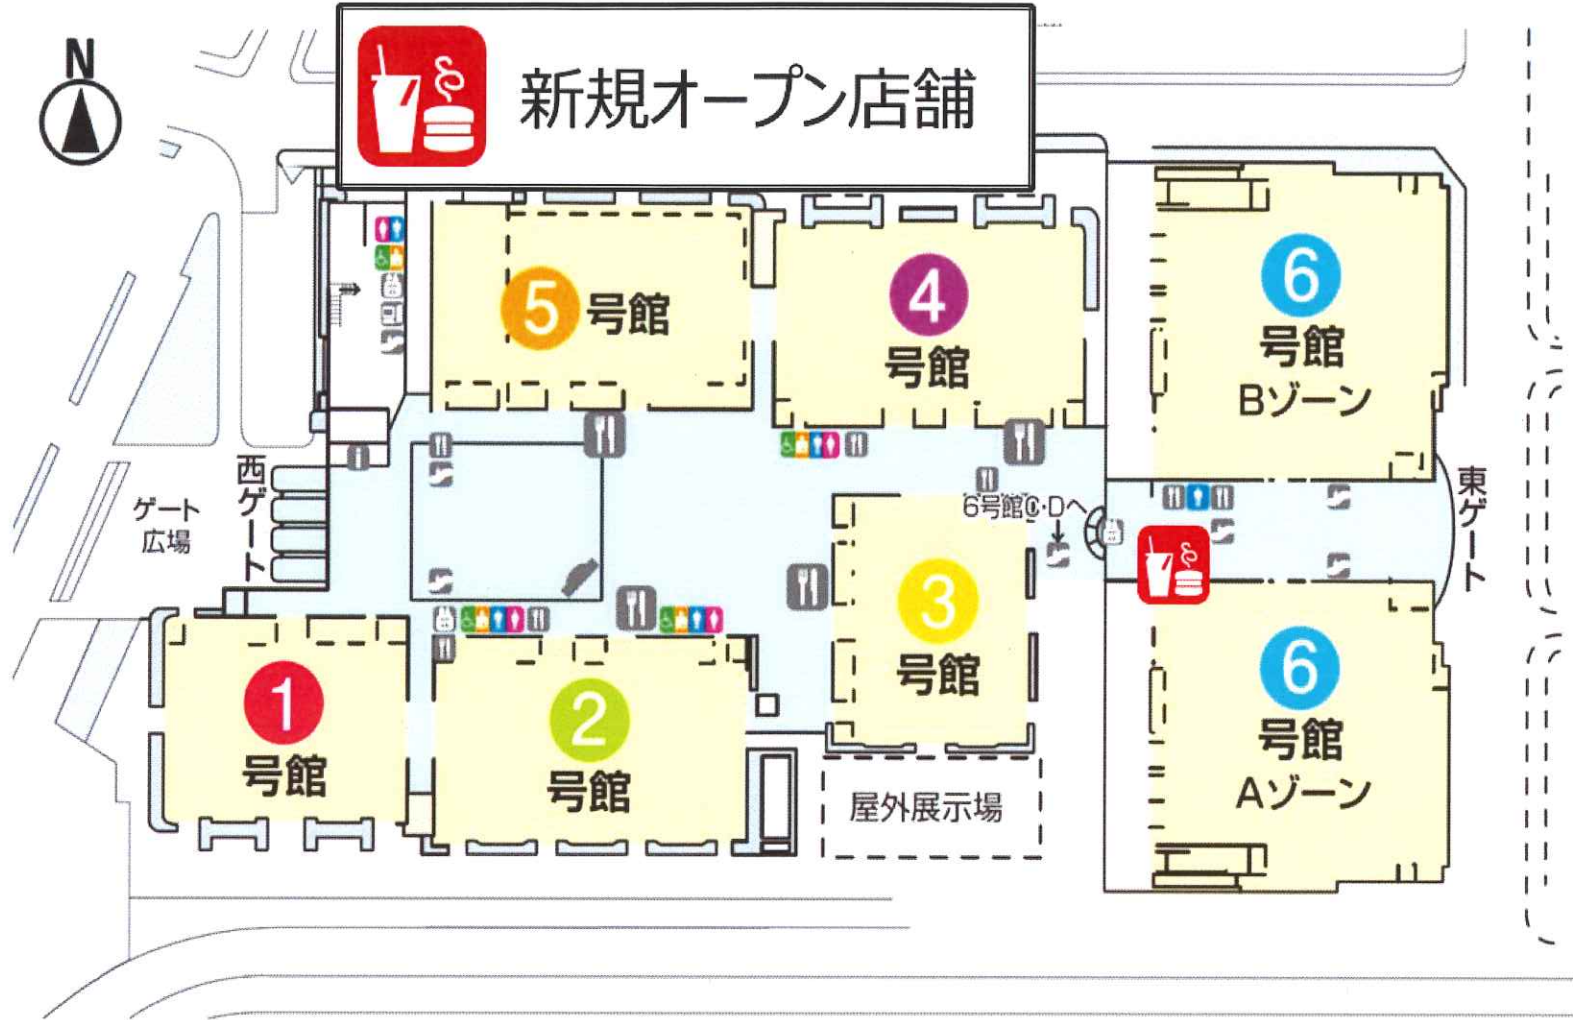 N
新規オープン店舗
5号館
4
号館
6
号館
Bゾーン
西ゲート
ゲート
広場
6号館C・Dへ
東ゲート
3
号館
1
号館
2
号館
6
号館
Aゾーン
屋外展示場